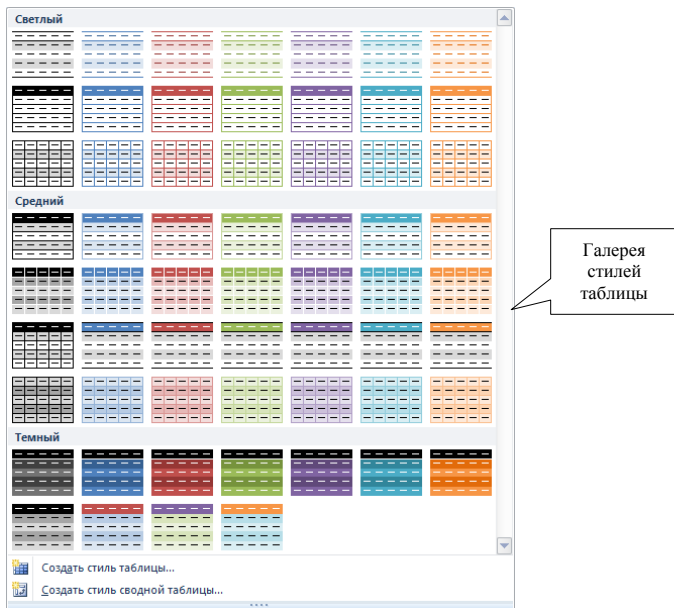 Светлый
Средний
Галерея
стилей
таблицы
Темный
Создать стиль таблицы...
Создать стиль сводной таблицы...